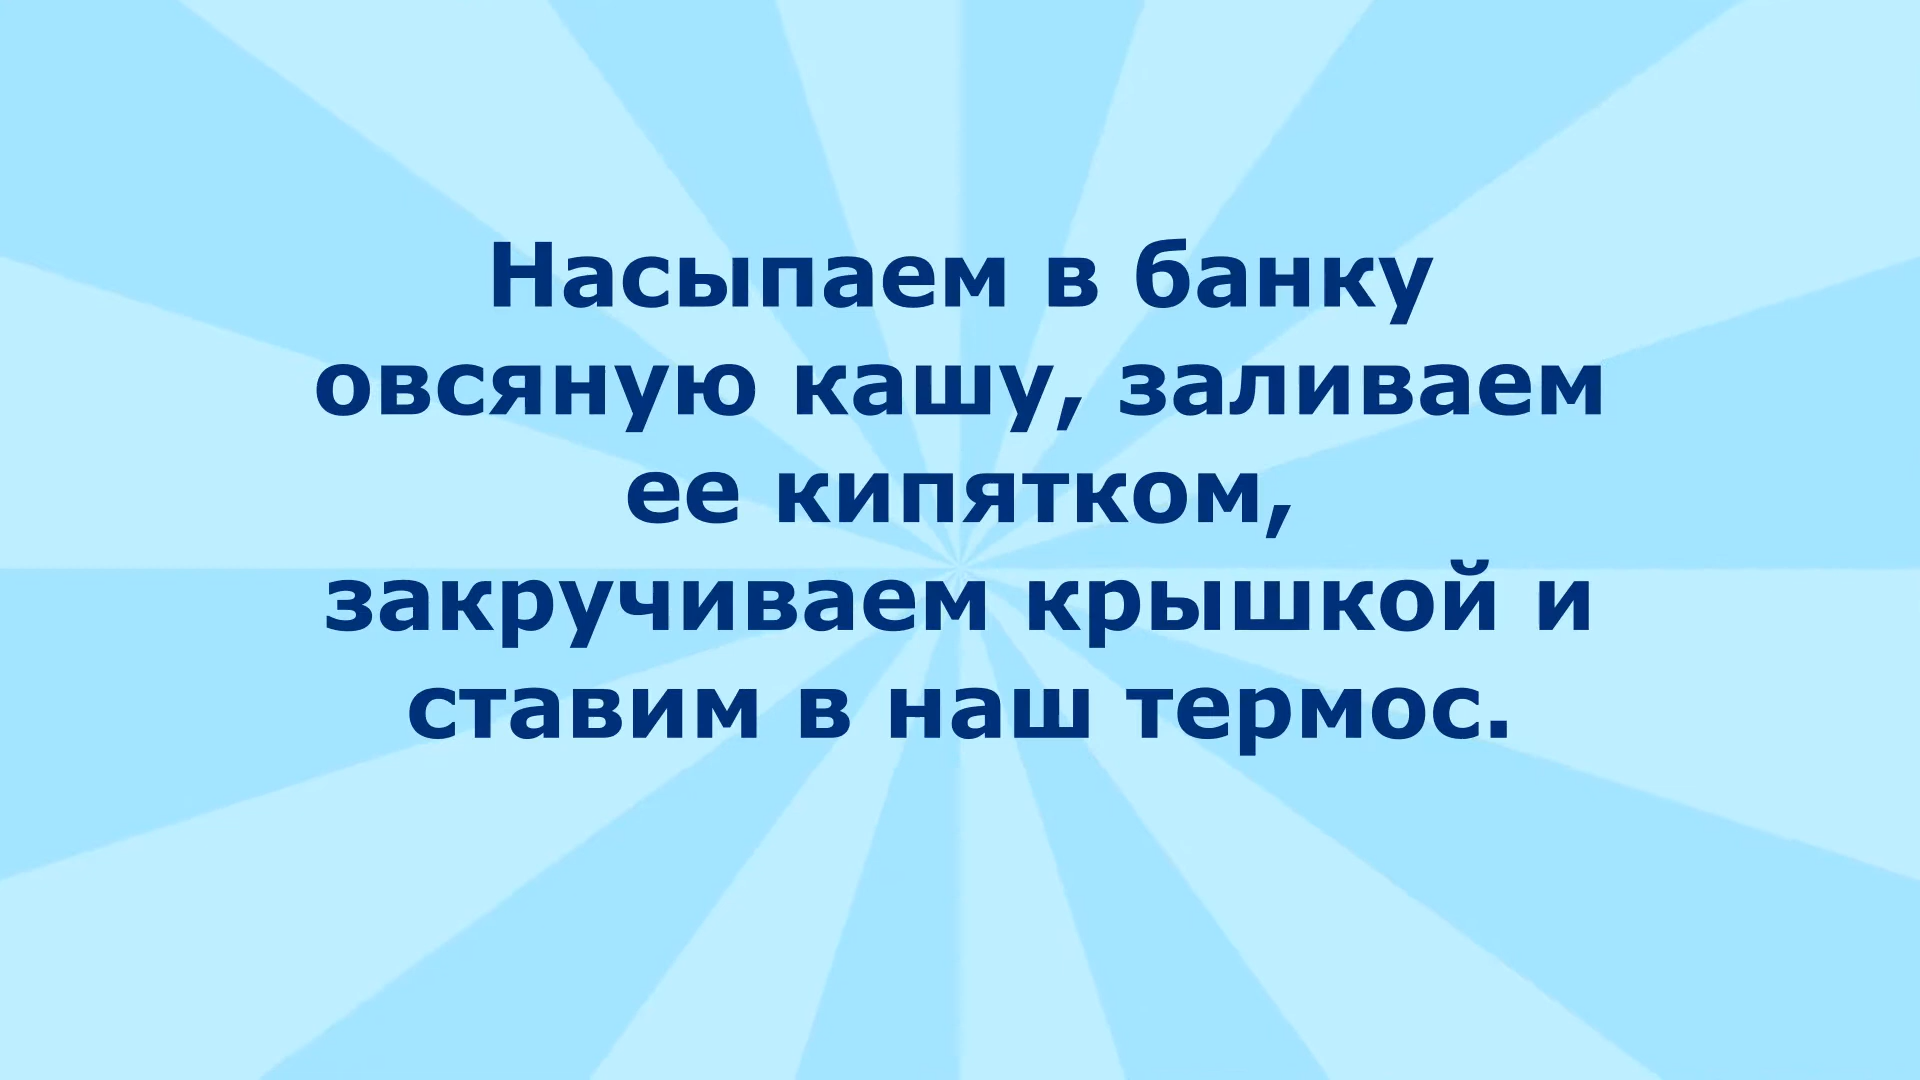 Насыпаем в банку
овсяную кашу, заливаем
ее кипятком,
закручиваем крышкой и
ставим в наш термос.